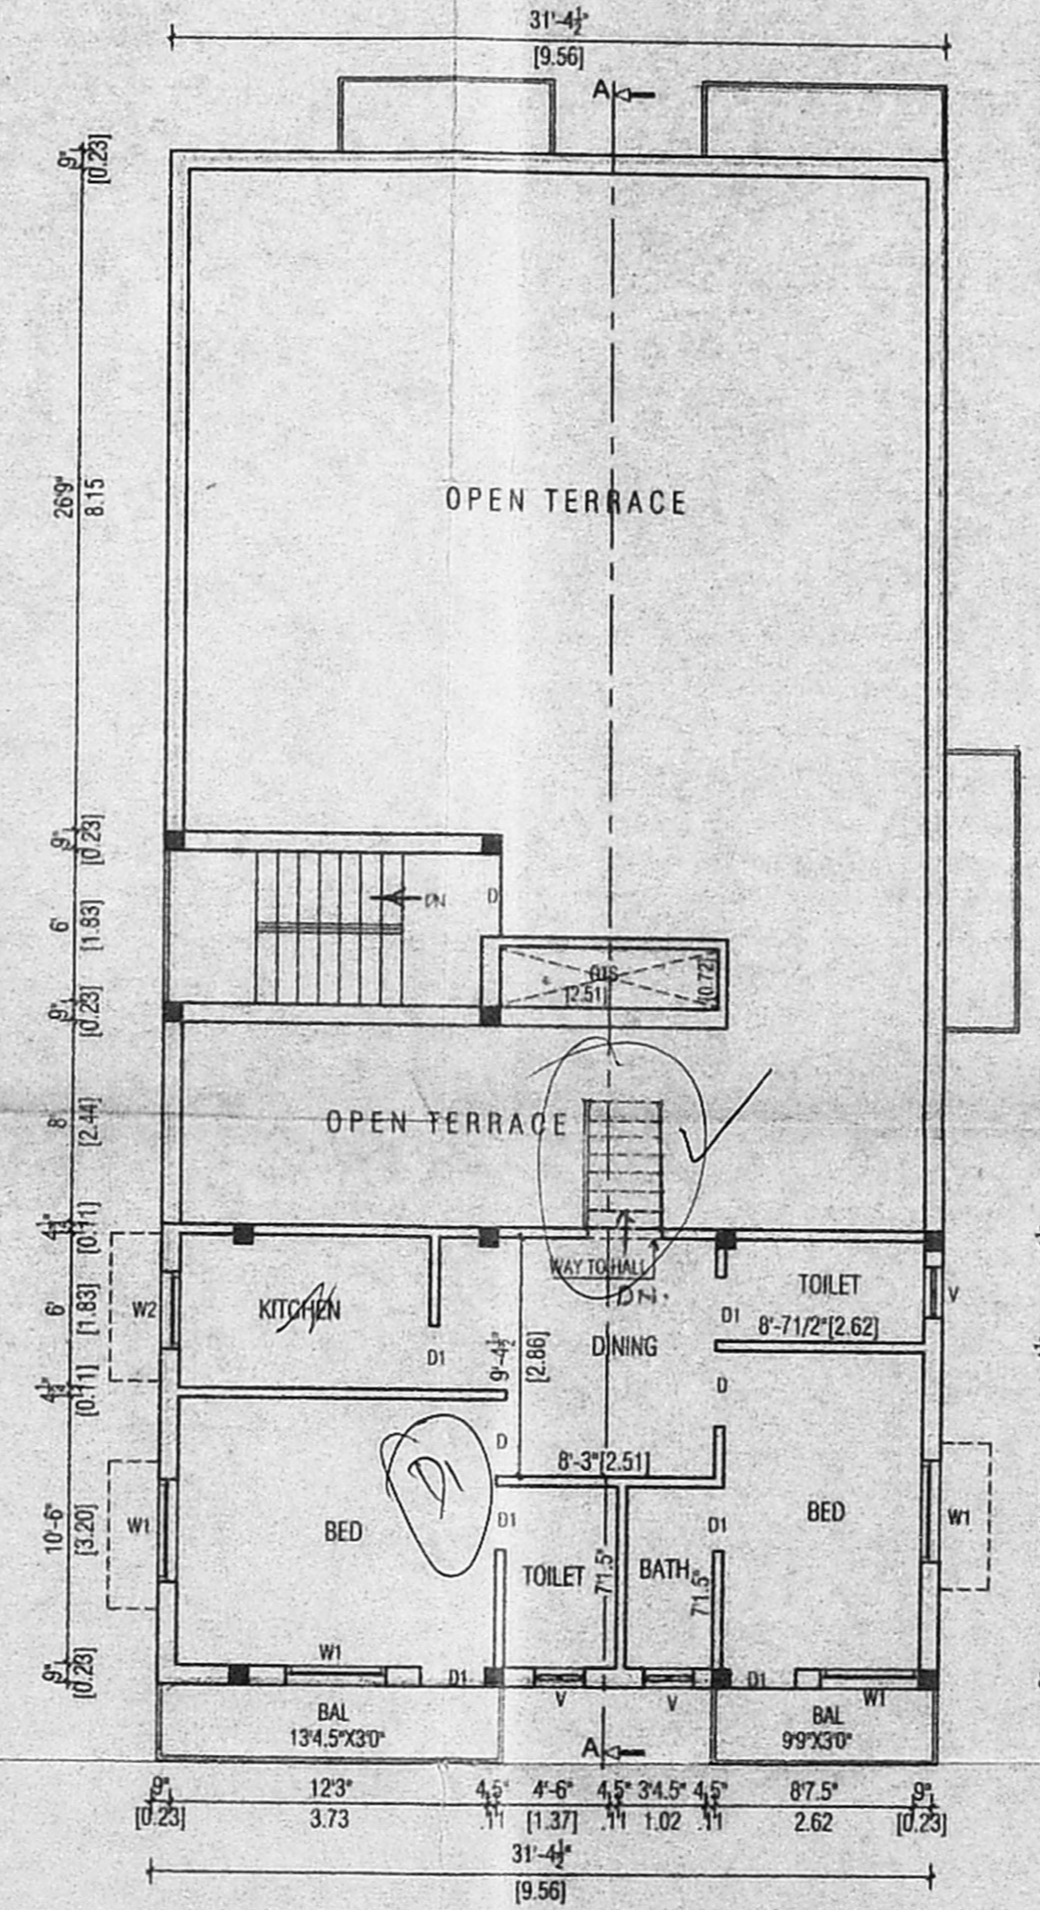 31'-4½"
[9.56]
A
9"
[0.23]
26'9"
8.15
OPEN TERRACE
9"
[0.23]
6'
[1.83]
DN
D
OTS
[2.51]
[0.72]
9"
[0.23]
8'
[2.44]
OPEN TERRACE
4½"
[0.11]
WAY TO HALL
DN.
W2
6'
[1.83]
KITCHEN
D1
9'-4½"
[2.86]
DINING
D1
TOILET
8'-71/2"[2.62]
V
4½"
[0.11]
D
D
8'-3"[2.51]
D1
10'-6"
[3.20]
W1
BED
D1
TOILET
7'1.5"
BATH
7'1.5"
D1
BED
W1
9"
[0.23]
W1
D1
V
V
D1
W1
BAL
13'4.5"X3'0"
BAL
9'9"X3'0"
A
9" 12'3" 4.5" 4'-6" 4.5" 3'4.5" 4.5" 8'7.5" 9"
[0.23] 3.73 .11 [1.37] .11 1.02 .11 2.62 [0.23]
31'-4½"
[9.56]